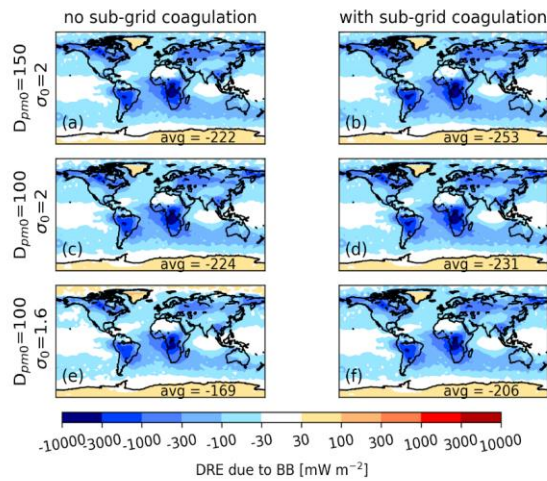 no sub-grid coagulation
with sub-grid coagulation
Dₚₘ₀=150
σ₀=2
(a)
avg = -222
(b)
avg = -253
Dₚₘ₀=100
σ₀=2
(c)
avg = -224
(d)
avg = -231
Dₚₘ₀=100
σ₀=1.6
(e)
avg = -169
(f)
avg = -206
-10000 -3000 -1000 -300 -100 -30 30 100 300 1000 3000 10000
DRE due to BB [mW m⁻²]